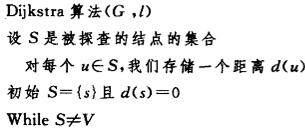 Dijkstra 算法(G ,l)
设 S 是被探查的结点的集合
对每个 u∈S,我们存储一个距离 d(u)
初始 S={s}且 d(s)=0
While S≠V